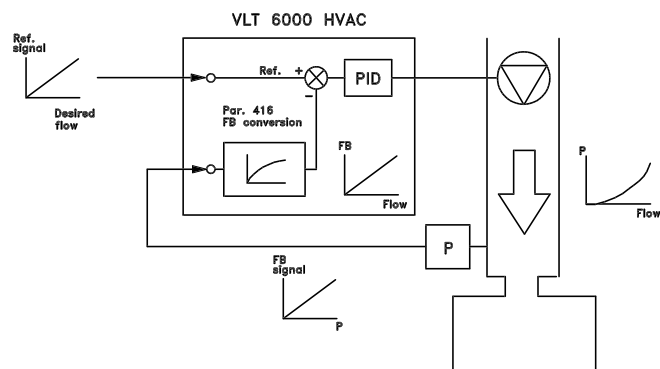 VLT 6000 HVAC
Ref.
signal
Desired
flow
Ref. +
PID
−
Par. 416
FB conversion
FB
Flow
P
Flow
P
FB
signal
P